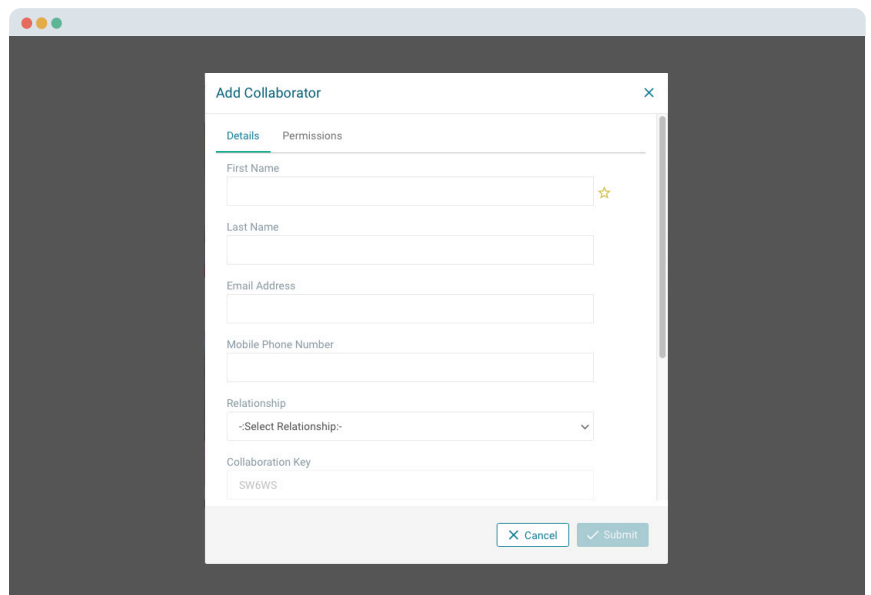 Add Collaborator
Details Permissions
First Name
Last Name
Email Address
Mobile Phone Number
Relationship
-:Select Relationship:-
Collaboration Key
SW6WS
Cancel Submit